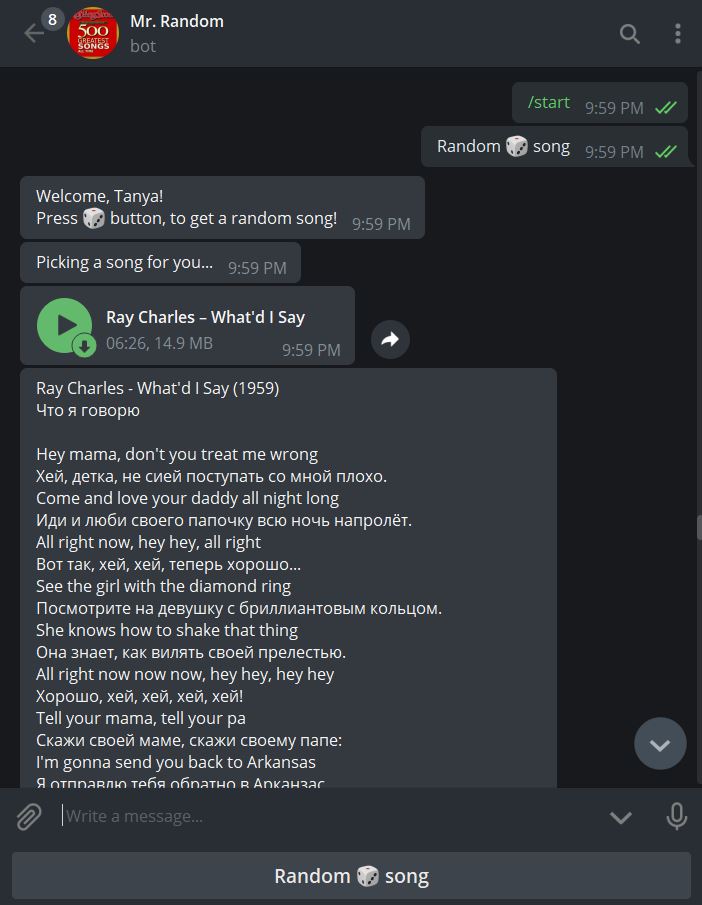 8
500
GREATEST
SONGS
Mr. Random
bot
/start 9:59 PM
Random 🎲 song 9:59 PM
Welcome, Tanya!
Press 🎲 button, to get a random song! 9:59 PM
Picking a song for you... 9:59 PM
Ray Charles – What'd I Say
06:26, 14.9 MB 9:59 PM
Ray Charles - What'd I Say (1959)
Что я говорю
Hey mama, don't you treat me wrong
Хей, детка, не сией поступать со мной плохо.
Come and love your daddy all night long
Иди и люби своего папочку всю ночь напролёт.
All right now, hey hey, all right
Вот так, хей, хей, теперь хорошо...
See the girl with the diamond ring
Посмотрите на девушку с бриллиантовым кольцом.
She knows how to shake that thing
Она знает, как вилять своей прелестью.
All right now now now, hey hey, hey hey
Хорошо, хей, хей, хей, хей!
Tell your mama, tell your pa
Скажи своей маме, скажи своему папе:
I'm gonna send you back to Arkansas
Я отправлю тебя обратно в Арканзас
Write a message...
Random 🎲 song